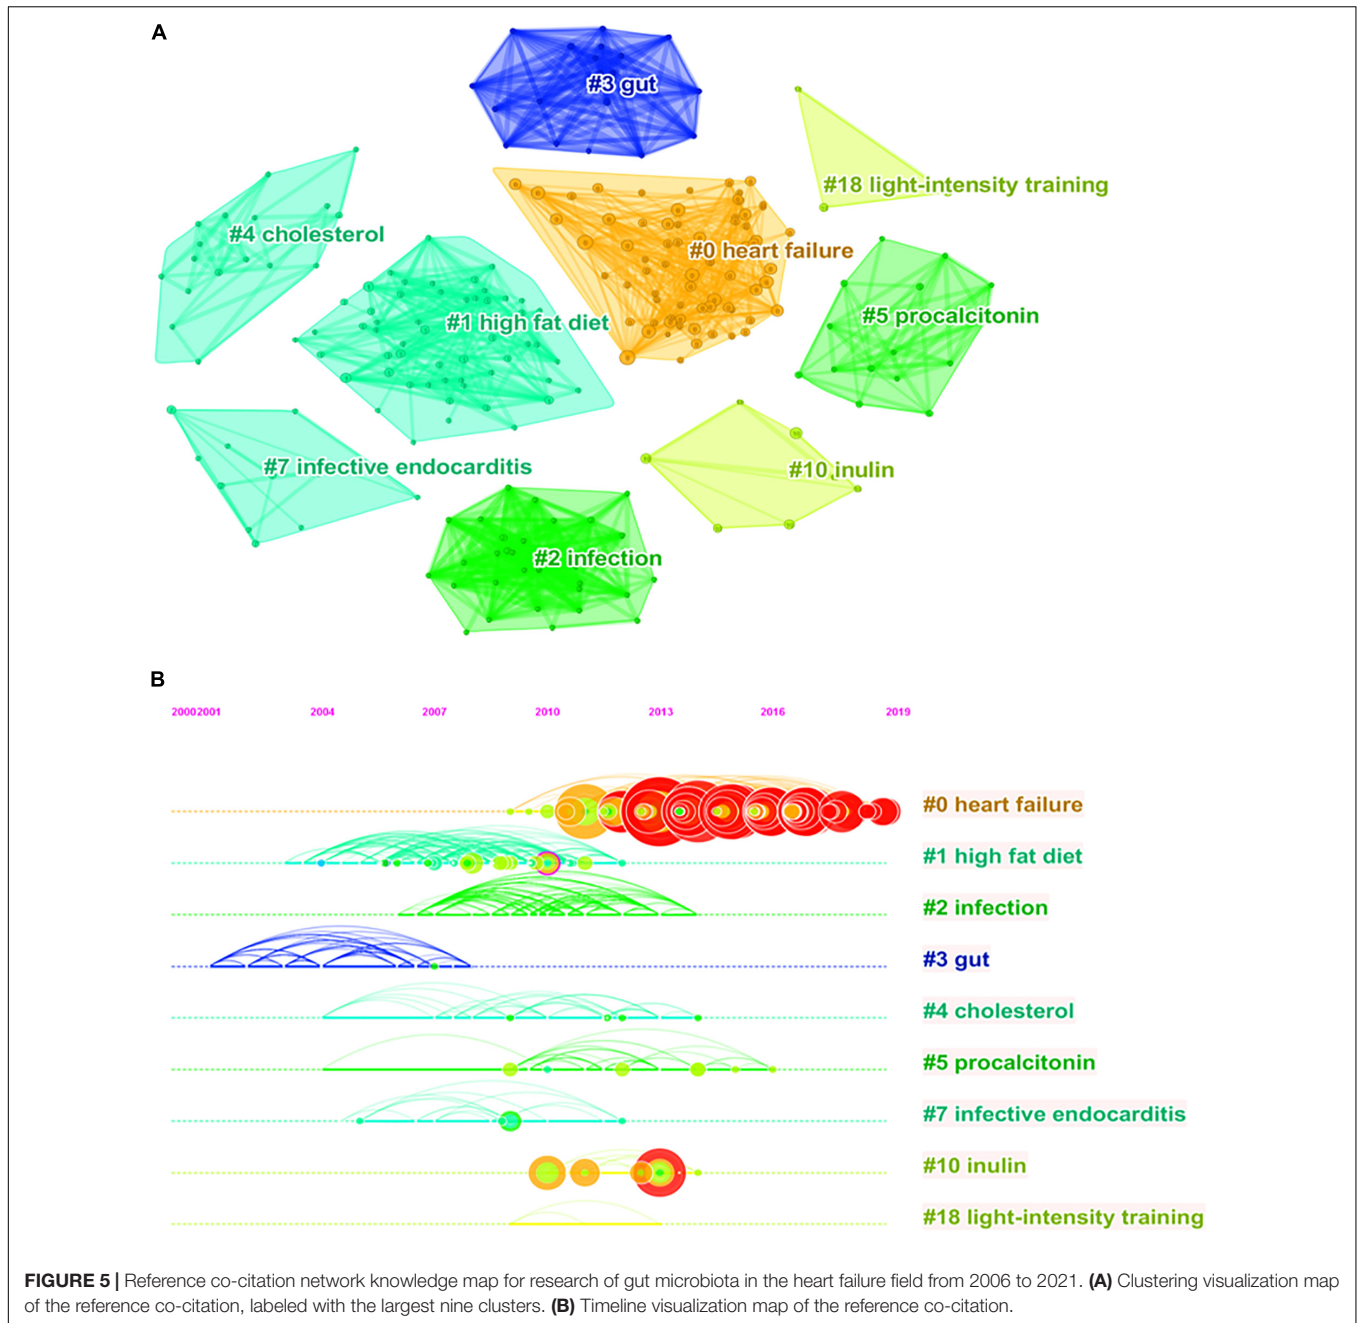 A
#3 gut
#18 light-intensity training
#4 cholesterol
#0 heart failure
#1 high fat diet
#5 procalcitonin
#7 infective endocarditis
#10 inulin
#2 infection
B
20002001 2004 2007 2010 2013 2016 2019
#0 heart failure
#1 high fat diet
#2 infection
#3 gut
#4 cholesterol
#5 procalcitonin
#7 infective endocarditis
#10 inulin
#18 light-intensity training
FIGURE 5 | Reference co-citation network knowledge map for research of gut microbiota in the heart failure field from 2006 to 2021. (A) Clustering visualization map
of the reference co-citation, labeled with the largest nine clusters. (B) Timeline visualization map of the reference co-citation.